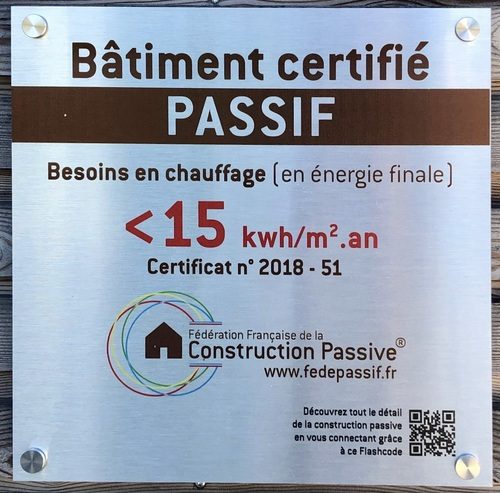 Bâtiment certifié
PASSIF
Besoins en chauffage (en énergie finale)
<15 kwh/m².an
Certificat n° 2018 - 51
Fédération Française de la
Construction Passive®
www.fedepassif.fr
Découvrez tout le détail
de la construction passive
en vous connectant grâce
à ce Flashcode